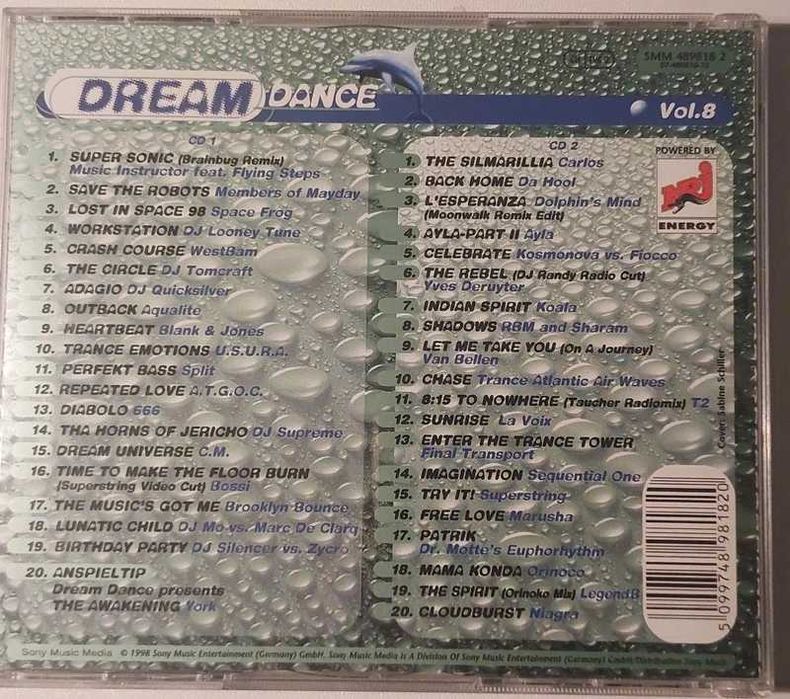 DREAM DANCE
SMM 489818 2
Vol.8
CD 1
1. SUPER SONIC (Brainbug Remix)
Music Instructor feat. Flying Steps
2. SAVE THE ROBOTS Members of Mayday
3. LOST IN SPACE 98 Space Frog
4. WORKSTATION DJ Looney Tune
5. CRASH COURSE WestBam
6. THE CIRCLE DJ Tomcraft
7. ADAGIO DJ Quicksilver
8. OUTBACK Aqualite
9. HEARTBEAT Blank & Jones
10. TRANCE EMOTIONS U.S.U.R.A.
11. PERFEKT BASS Split
12. REPEATED LOVE A.T.G.O.C.
13. DIABOLO 666
14. THA HORNS OF JERICHO DJ Supreme
15. DREAM UNIVERSE C.M.
16. TIME TO MAKE THE FLOOR BURN
(Superstring Video Cut) Bossi
17. THE MUSIC'S GOT ME Brooklyn Bounce
18. LUNATIC CHILD DJ Mo vs. Marc De Clarq
19. BIRTHDAY PARTY DJ Silencer vs. Zycro
20. ANSPIELTIP
Dream Dance presents
THE AWAKENING York
CD 2
1. THE SILMARILLIA Carlos
2. BACK HOME Da Hool
3. L'ESPERANZA Dolphin's Mind
(Moonwalk Remix Edit)
4. AYLA-PART II Ayla
5. CELEBRATE Kosmonova vs. Fiocco
6. THE REBEL (DJ Randy Radio Cut)
Yves Deruyter
7. INDIAN SPIRIT Koala
8. SHADOWS RBM and Sharam
9. LET ME TAKE YOU (On A Journey)
Van Bellen
10. CHASE Trance Atlantic Air Waves
11. 8:15 TO NOWHERE (Taucher Radiomix) T2
12. SUNRISE La Voix
13. ENTER THE TRANCE TOWER
Final Transport
14. IMAGINATION Sequential One
15. TRY IT! Superstring
16. FREE LOVE Marusha
17. PATRIK
Dr. Motte's Euphorhythm
18. MAMA KONDA Orinoco
19. THE SPIRIT (Orinoko Mix) LegendB
20. CLOUDBURST Niagra
POWERED BY
NRJ
ENERGY
Cover: Sabine Schiller
5 099748 981820
Sony Music Media © 1998 Sony Music Entertainment (Germany) GmbH. Sony Music Media Is A Division Of Sony Music Entertainment (Germany) GmbH/Distribution Sony Music